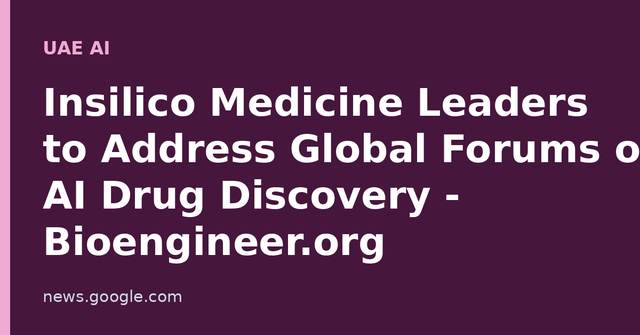 UAE AI
Insilico Medicine Leaders
to Address Global Forums o
AI Drug Discovery -
Bioengineer.org
news.google.com